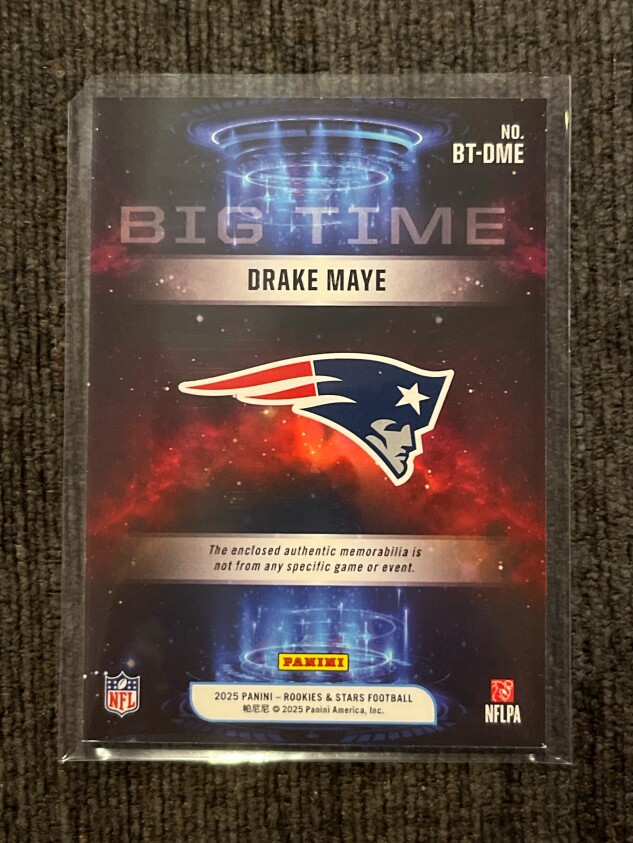 NO.
BT-DME
BIG TIME
DRAKE MAYE
The enclosed authentic memorabilia is
not from any specific game or event.
PANINI
2025 PANINI – ROOKIES & STARS FOOTBALL
帕尼尼 © 2025 Panini America, Inc.
NFL
NFLPA